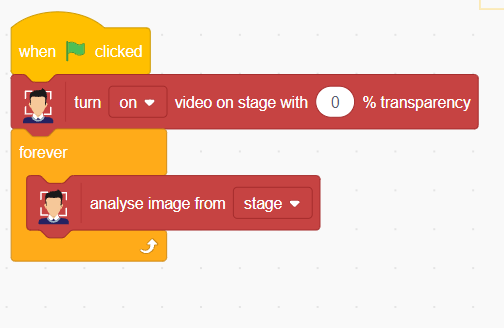 when clicked
turn on video on stage with 0 % transparency
forever
analyse image from stage